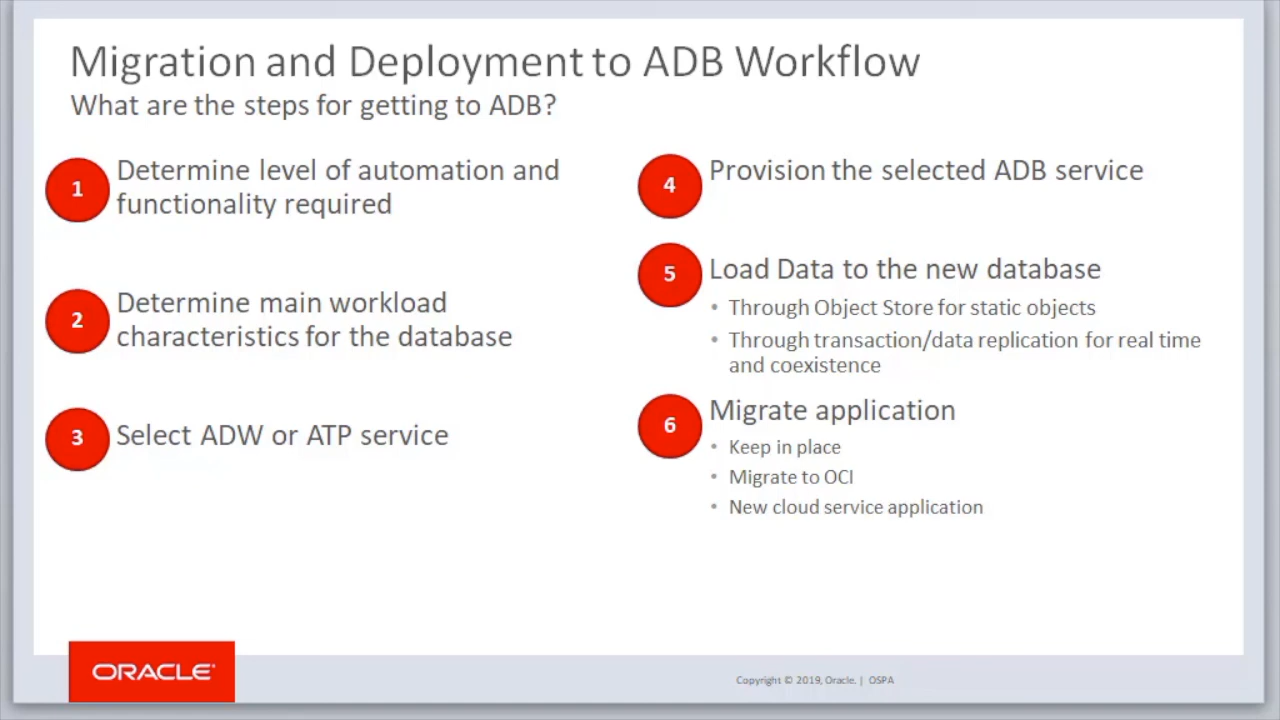 Migration and Deployment to ADB Workflow
What are the steps for getting to ADB?
1
Determine level of automation and
functionality required
2
Determine main workload
characteristics for the database
3
Select ADW or ATP service
4
Provision the selected ADB service
5
Load Data to the new database
• Through Object Store for static objects
• Through transaction/data replication for real time
and coexistence
6
Migrate application
• Keep in place
• Migrate to OCI
• New cloud service application
ORACLE®
Copyright © 2019, Oracle. | OSPA